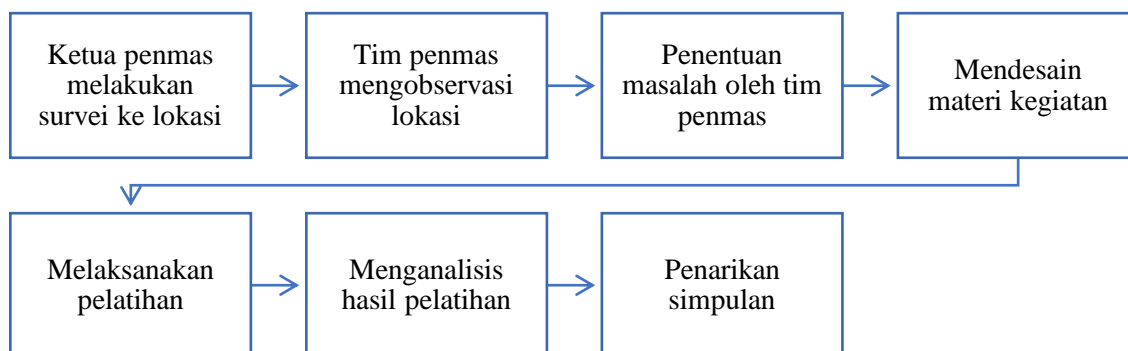 Ketua penmas
melakukan
survei ke lokasi
Tim penmas
mengobservasi
lokasi
Penentuan
masalah oleh tim
penmas
Mendesain
materi kegiatan
Melaksanakan
pelatihan
Menganalisis
hasil pelatihan
Penarikan
simpulan